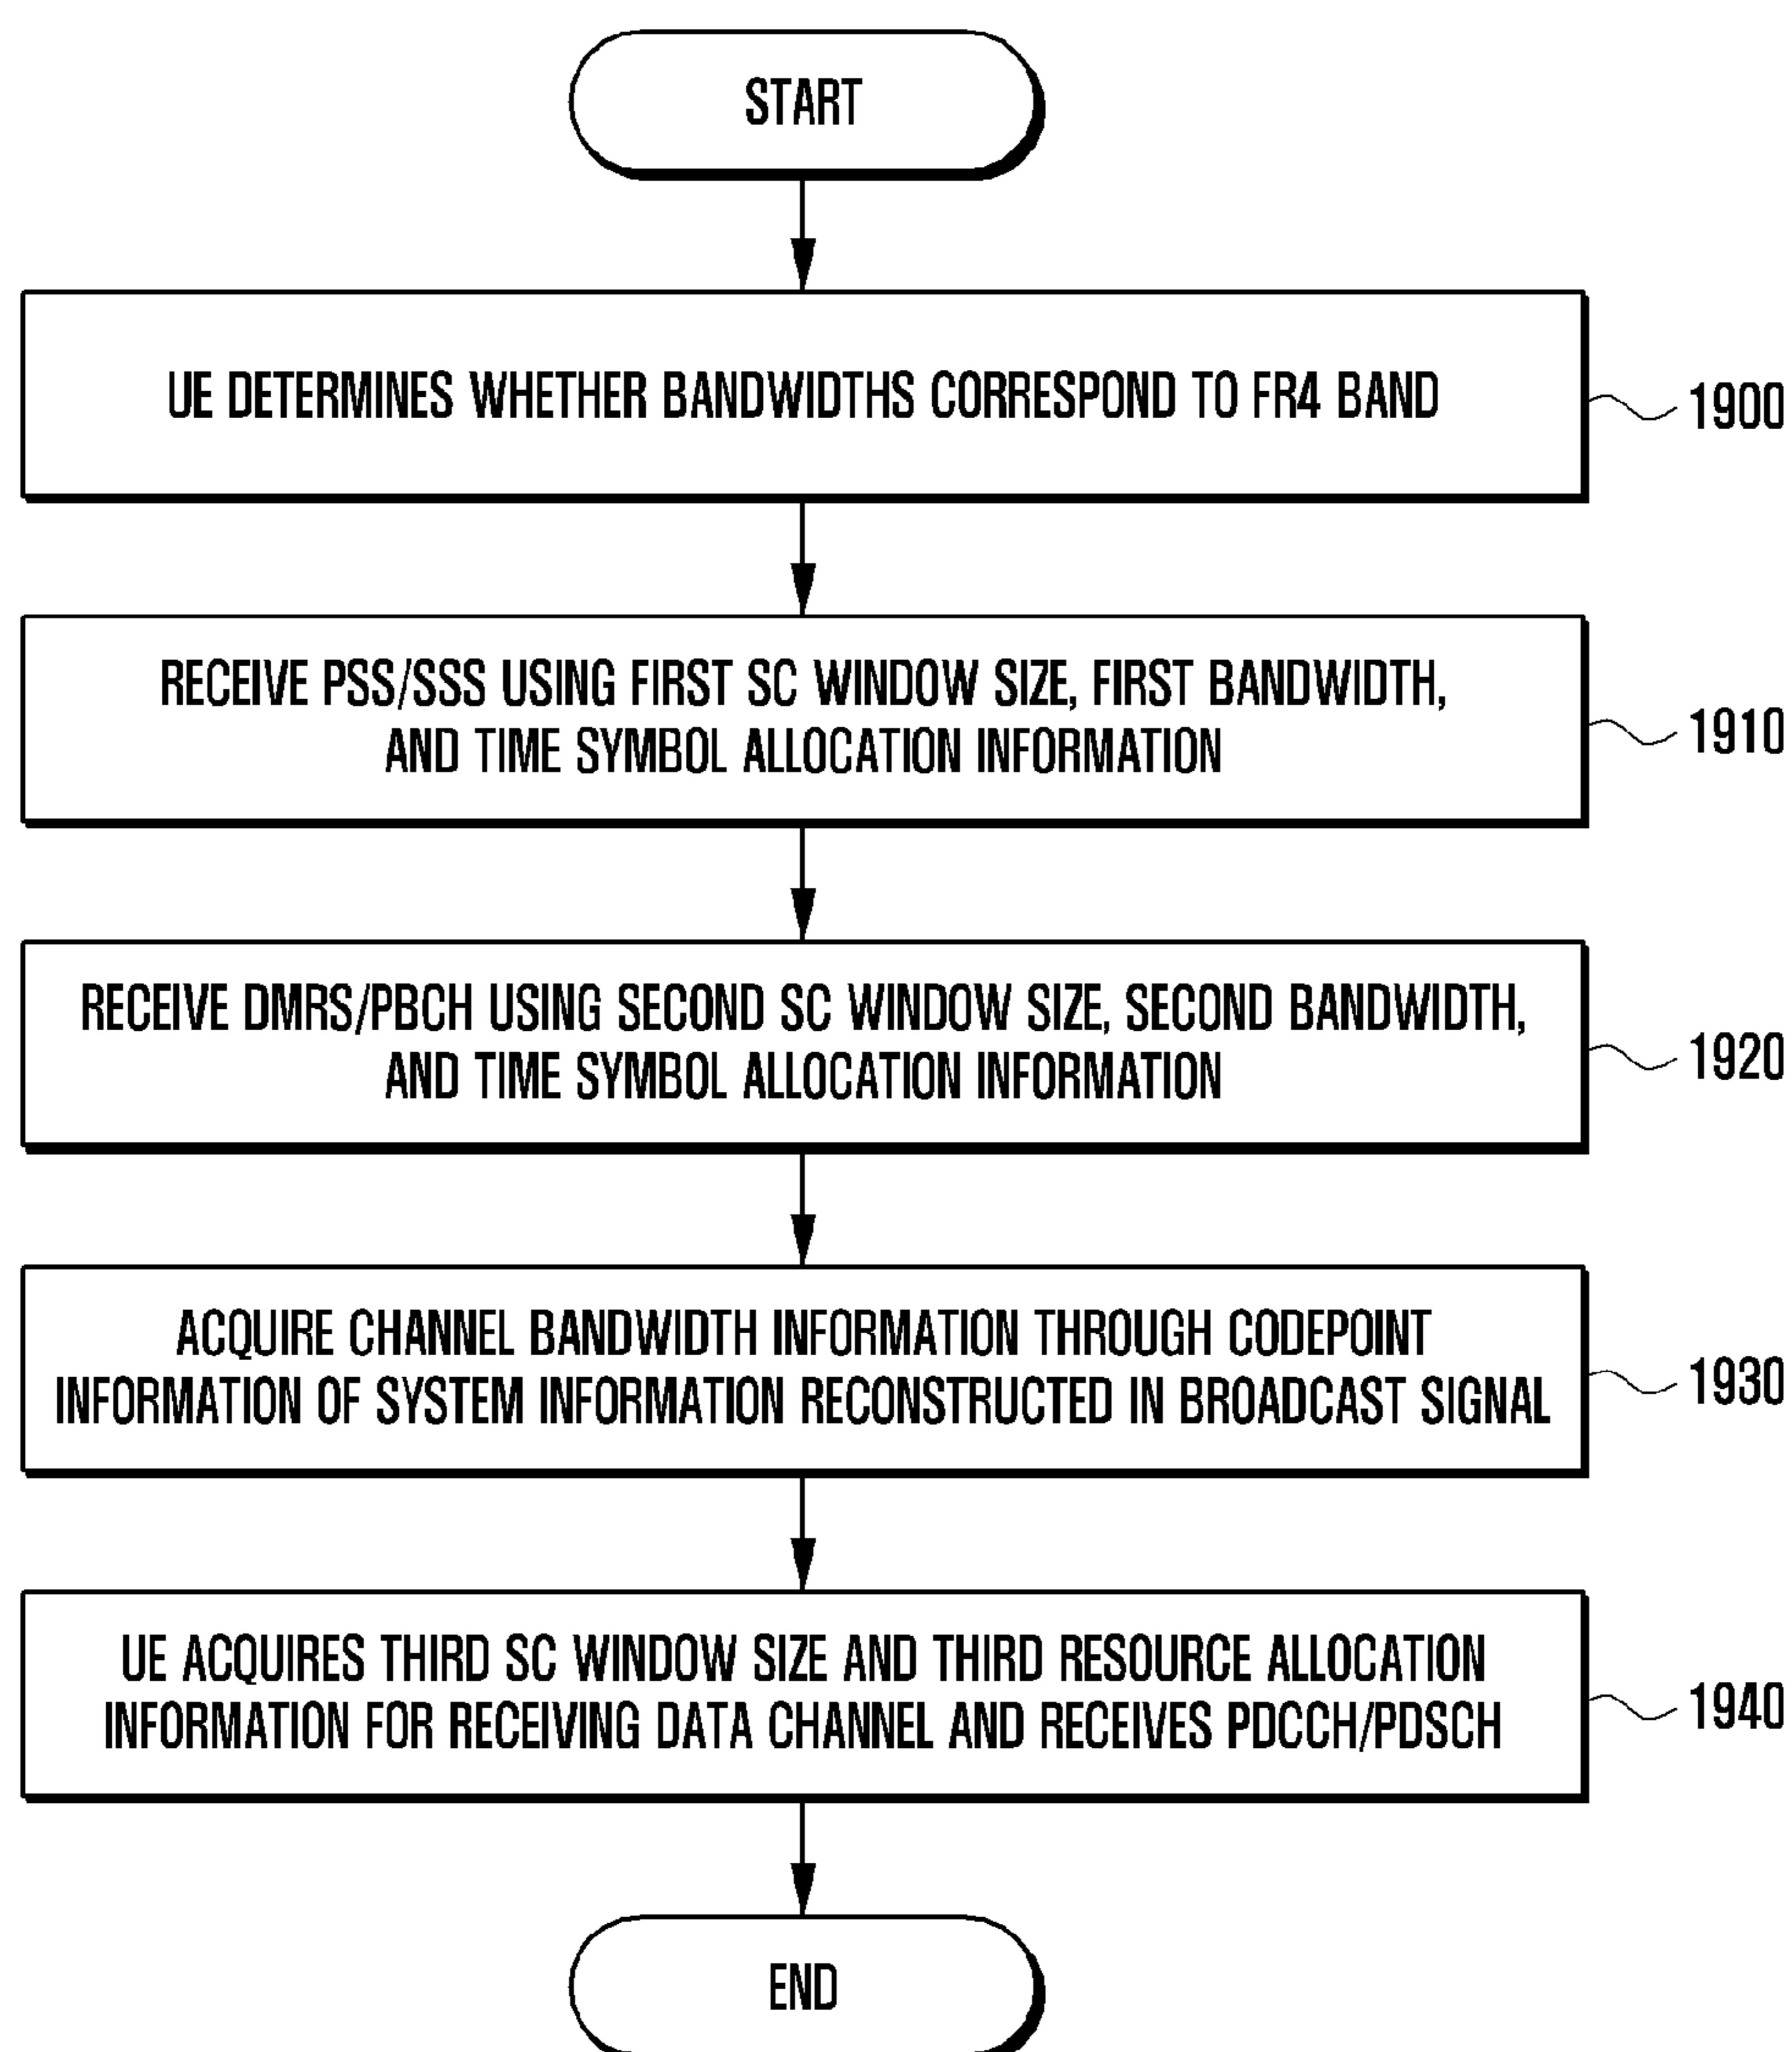 START
UE DETERMINES WHETHER BANDWIDTHS CORRESPOND TO FR4 BAND
1900
RECEIVE PSS/SSS USING FIRST SC WINDOW SIZE, FIRST BANDWIDTH,
AND TIME SYMBOL ALLOCATION INFORMATION
1910
RECEIVE DMRS/PBCH USING SECOND SC WINDOW SIZE, SECOND BANDWIDTH,
AND TIME SYMBOL ALLOCATION INFORMATION
1920
ACQUIRE CHANNEL BANDWIDTH INFORMATION THROUGH CODEPOINT
INFORMATION OF SYSTEM INFORMATION RECONSTRUCTED IN BROADCAST SIGNAL
1930
UE ACQUIRES THIRD SC WINDOW SIZE AND THIRD RESOURCE ALLOCATION
INFORMATION FOR RECEIVING DATA CHANNEL AND RECEIVES PDCCH/PDSCH
1940
END